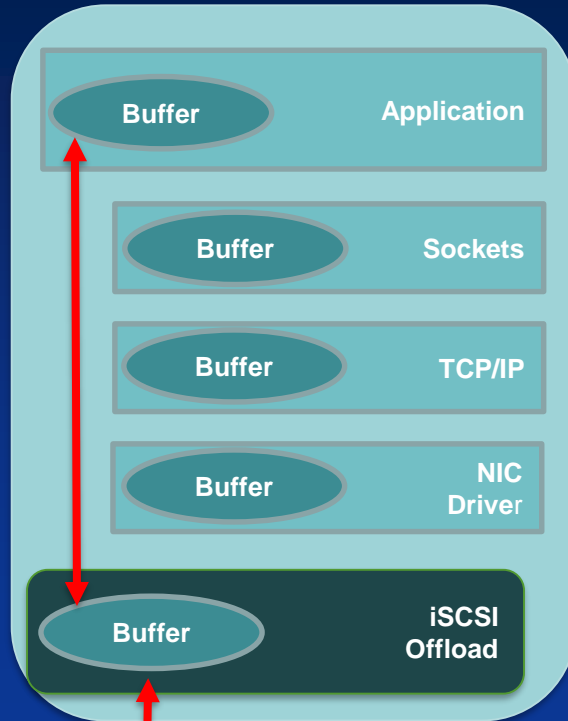 Buffer Application
Buffer Sockets
Buffer TCP/IP
Buffer NIC
Driver
Buffer iSCSI
Offload